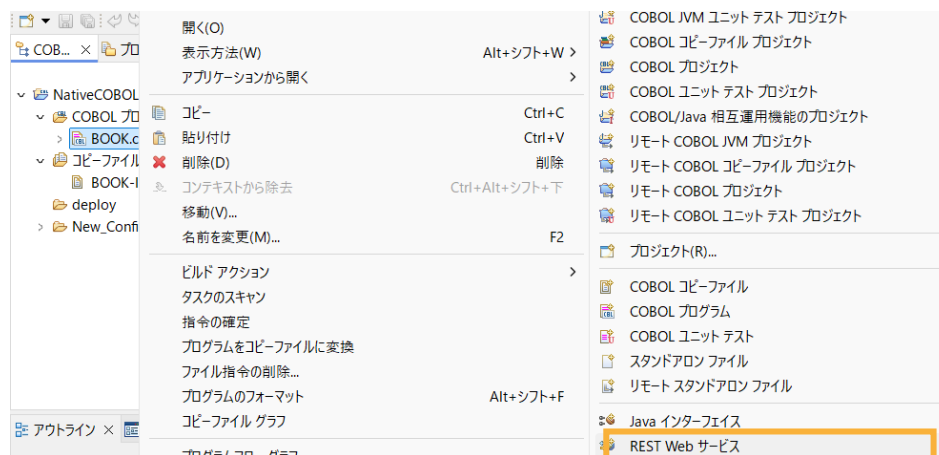 COB...
プロ
NativeCOBOL
COBOL プロ
BOOK.c
コピーファイル
BOOK-I
deploy
New_Confi
アウトライン
開く(O)
表示方法(W) Alt+シフト+W >
アプリケーションから開く >
コピー Ctrl+C
貼り付け Ctrl+V
削除(D) 削除
コンテキストから除去 Ctrl+Alt+シフト+下
移動(V)...
名前を変更(M)... F2
ビルド アクション >
タスクのスキャン
指令の確定
プログラムをコピーファイルに変換
ファイル指令の削除...
プログラムのフォーマット Alt+シフト+F
コピーファイル グラフ
プログラム フロー グラフ
COBOL JVM ユニット テスト プロジェクト
COBOL コピーファイル プロジェクト
COBOL プロジェクト
COBOL ユニット テスト プロジェクト
COBOL/Java 相互運用機能のプロジェクト
リモート COBOL JVM プロジェクト
リモート COBOL コピーファイル プロジェクト
リモート COBOL プロジェクト
リモート COBOL ユニット テスト プロジェクト
プロジェクト(R)...
COBOL コピーファイル
COBOL プログラム
COBOL ユニット テスト
スタンドアロン ファイル
リモート スタンドアロン ファイル
Java インターフェイス
REST Web サービス